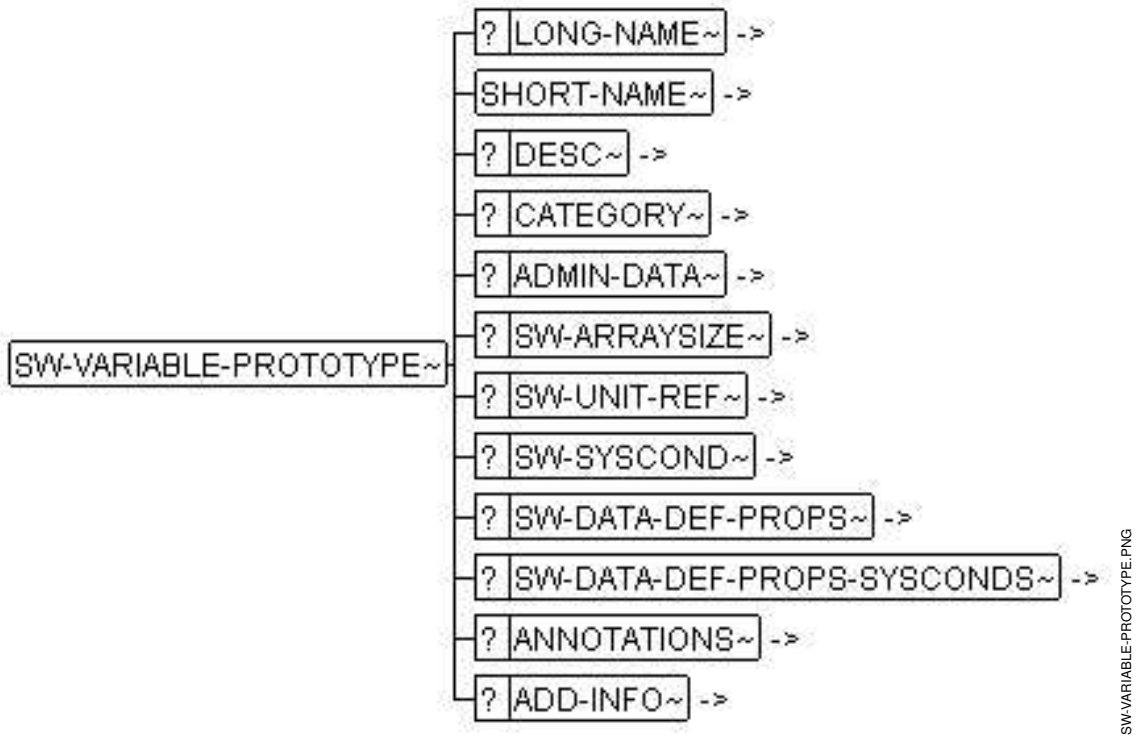 ? LONG-NAME~ ->
SHORT-NAME~ ->
? DESC~ ->
? CATEGORY~ ->
? ADMIN-DATA~ ->
? SW-ARRAYSIZE~ ->
SW-VARIABLE-PROTOTYPE~
? SW-UNIT-REF~ ->
? SW-SYSCOND~ ->
? SW-DATA-DEF-PROPS~ ->
? SW-DATA-DEF-PROPS-SYSCONDS~ ->
? ANNOTATIONS~ ->
? ADD-INFO~ ->
SW-VARIABLE-PROTOTYPE.PNG